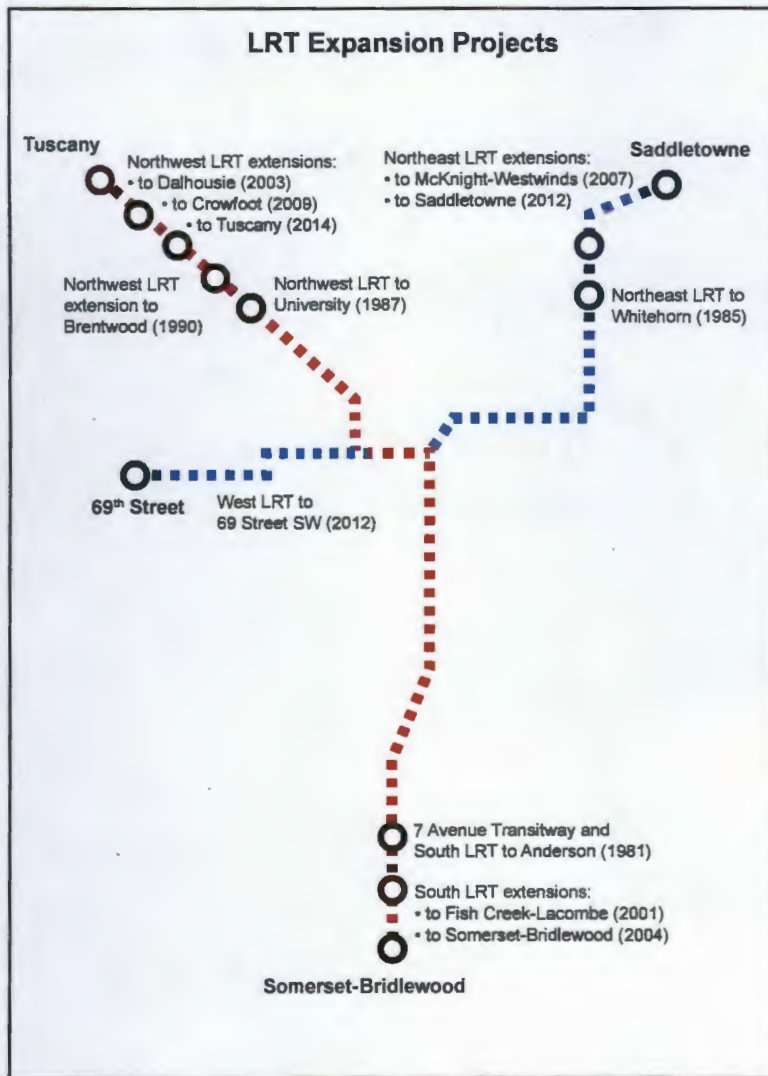 LRT Expansion Projects
Tuscany
Northwest LRT extensions:
• to Dalhousie (2003)
• to Crowfoot (2009)
• to Tuscany (2014)
Northeast LRT extensions:
• to McKnight-Westwinds (2007)
• to Saddletowne (2012)
Saddletowne
Northwest LRT
extension to
Brentwood (1990)
Northwest LRT to
University (1987)
Northeast LRT to
Whitehorn (1985)
69th Street
West LRT to
69 Street SW (2012)
7 Avenue Transitway and
South LRT to Anderson (1981)
South LRT extensions:
• to Fish Creek-Lacombe (2001)
• to Somerset-Bridlewood (2004)
Somerset-Bridlewood